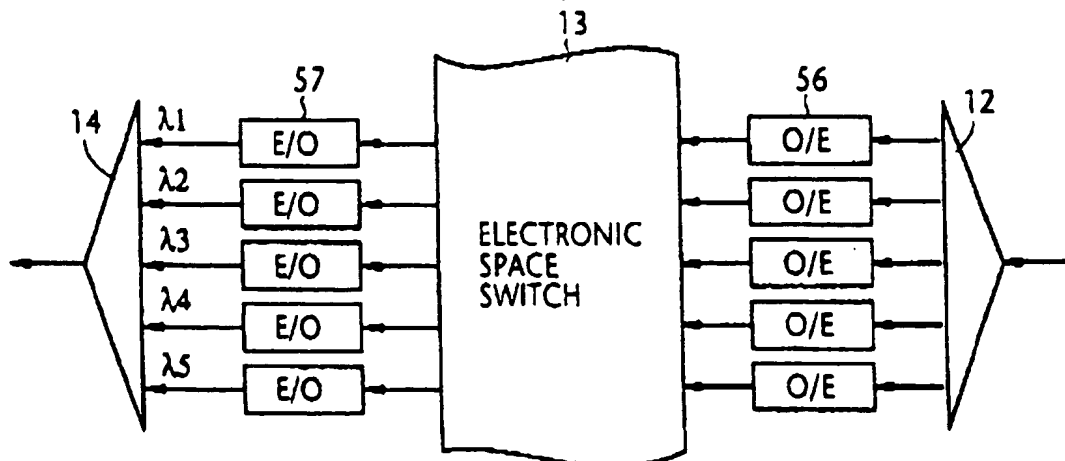 13
57
56
14
12
λ1 E/O O/E
λ2 E/O O/E
λ3 E/O O/E
λ4 E/O O/E
λ5 E/O O/E
ELECTRONIC
SPACE
SWITCH